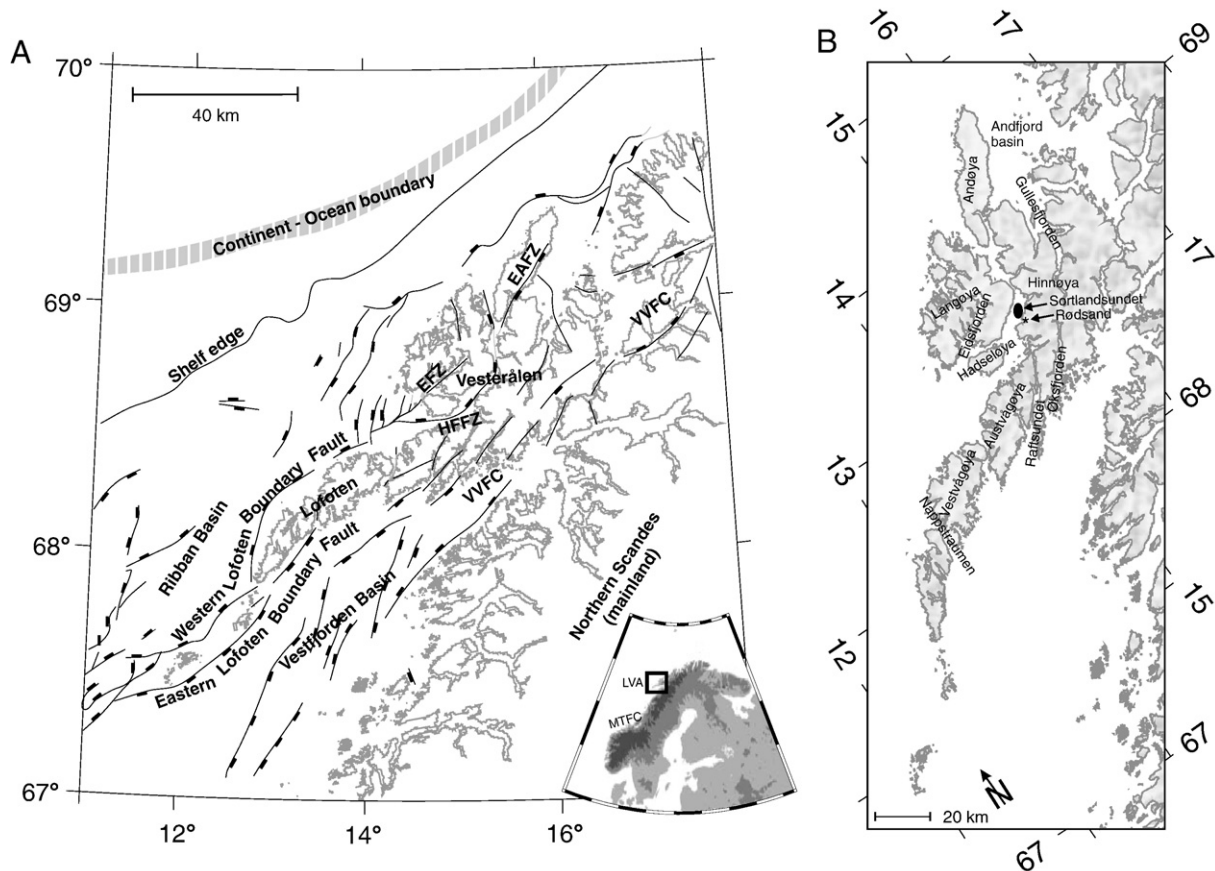 A
70°
40 km
Continent - Ocean boundary
69°
Shelf edge
EAFZ
VVFC
EFZ
Vesterålen
HFFZ
VVFC
Western Lofoten Boundary Fault
Lofoten
Ribban Basin
68°
Eastern Lofoten Boundary Fault
Vestfjorden Basin
Northern Scandes
(mainland)
LVA
MTFC
67°
12°
14°
16°
B
16
17
69
15
Andfjord
basin
Andøya
Gullesfjorden
17
14
Hinnøya
Langøya
Eidsfjorden
Sortlandsundet
* Rødsand
Hadseløya
Øksfjorden
68
Austvågøya
Raftsundet
13
Vestvågøya
Nappstraumen
15
12
67
N
20 km
67